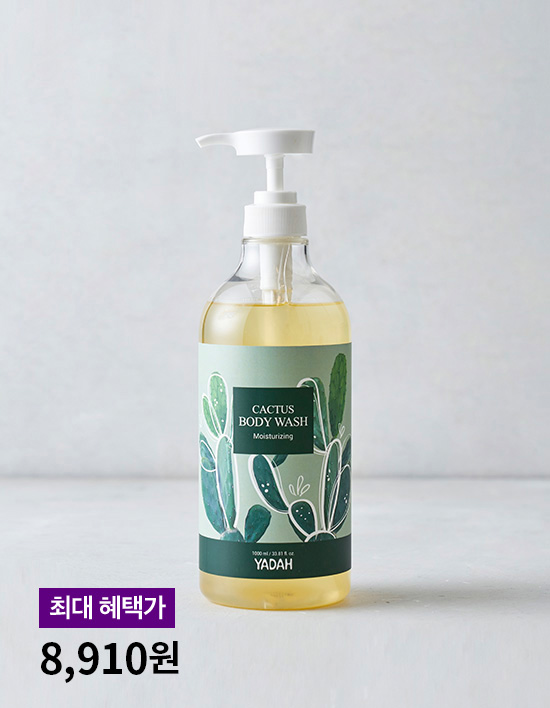 CACTUS
BODY WASH
Moisturizing
1000 ml / 33.81 fl. oz
YADAH
최대 혜택가
8,910원